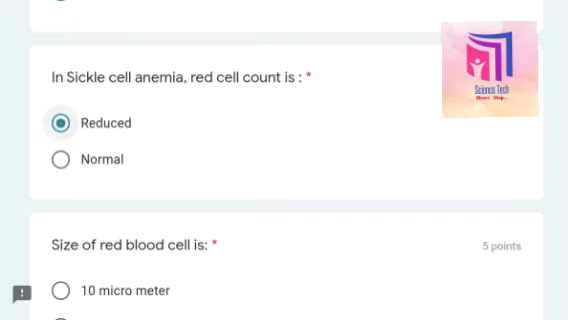 In Sickle cell anemia, red cell count is : *
Reduced
Normal
Science Tech
Size of red blood cell is: *
5 points
10 micro meter